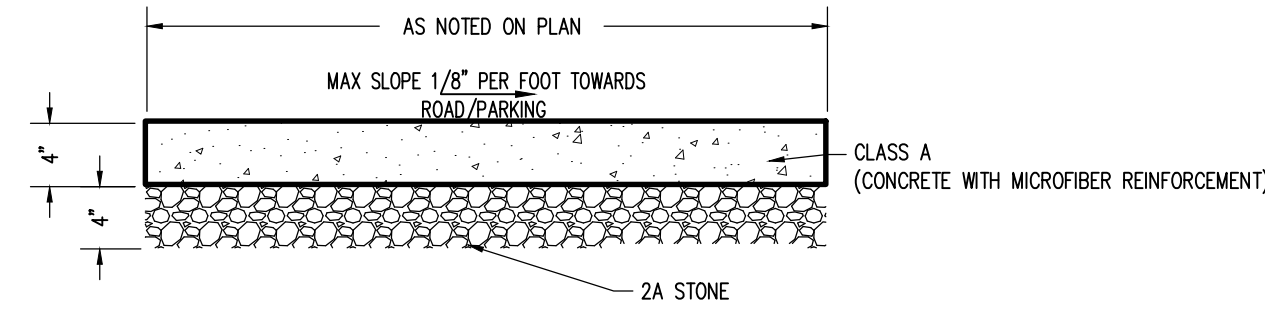 AS NOTED ON PLAN
MAX SLOPE 1/8" PER FOOT TOWARDS
ROAD/PARKING
4"
4"
CLASS A
(CONCRETE WITH MICROFIBER REINFORCEMENT)
2A STONE